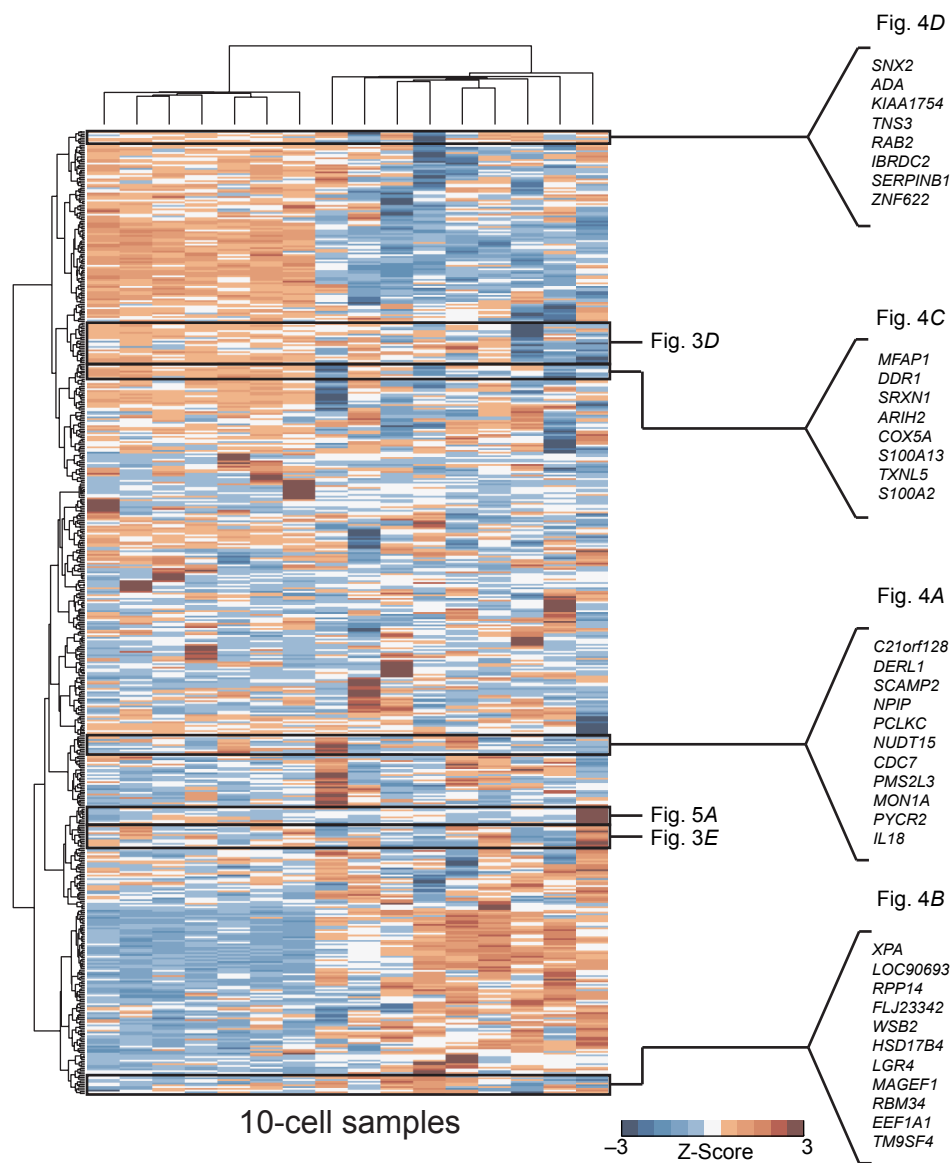 Fig. 4D
SNX2
ADA
KIAA1754
TNS3
RAB2
IBRDC2
SERPINB1
ZNF622
Fig. 3D
Fig. 4C
MFAP1
DDR1
SRXN1
ARIH2
COX5A
S100A13
TXNL5
S100A2
Fig. 4A
C21orf128
DERL1
SCAMP2
NPIP
PCLKC
NUDT15
CDC7
PMS2L3
MON1A
PYCR2
IL18
Fig. 5A
Fig. 3E
Fig. 4B
XPA
LOC90693
RPP14
FLJ23342
WSB2
HSD17B4
LGR4
MAGEF1
RBM34
EEF1A1
TM9SF4
10-cell samples
–3 Z-Score 3